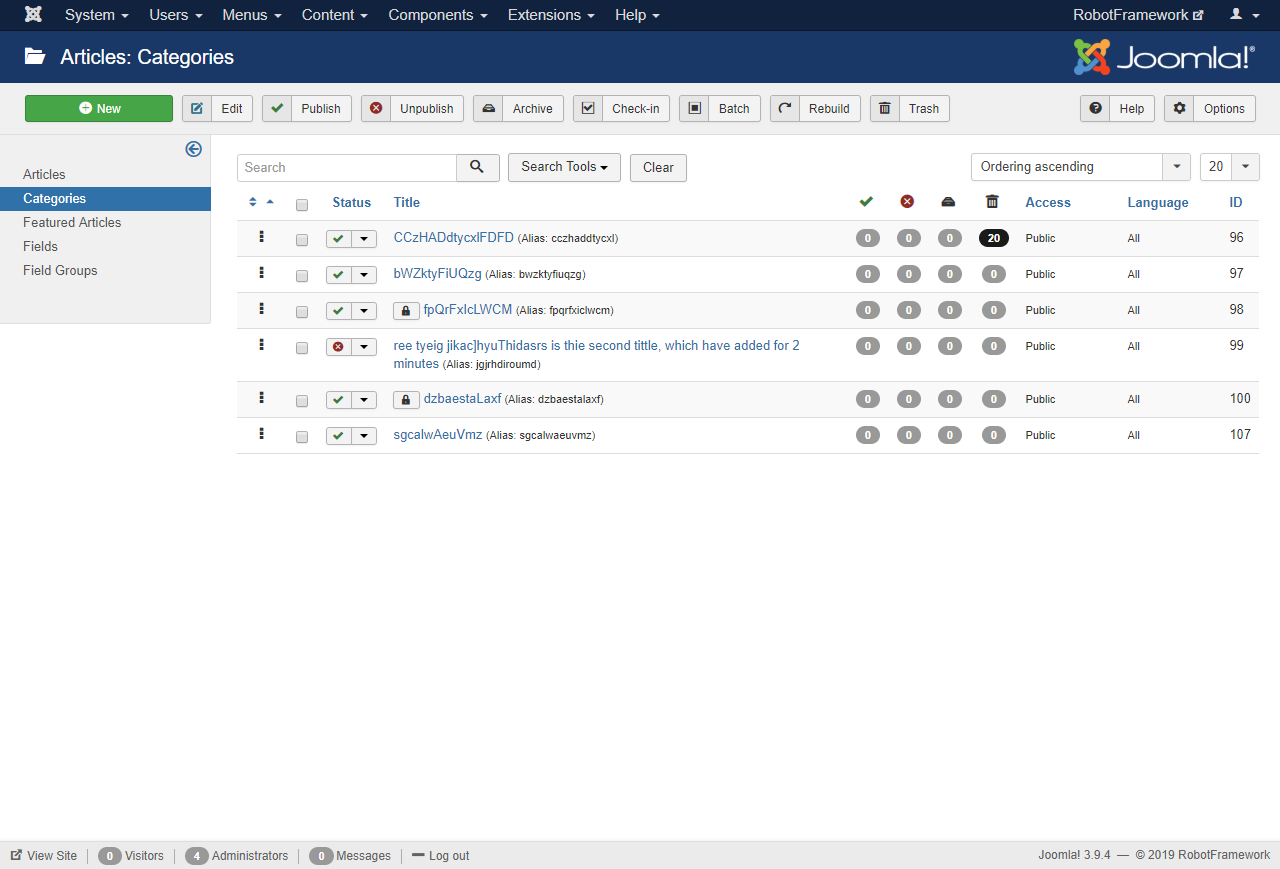 System Users Menus Content Components Extensions Help RobotFramework
Articles: Categories Joomla!®
New Edit Publish Unpublish Archive Check-in Batch Rebuild Trash Help Options
Articles
Categories
Featured Articles
Fields
Field Groups
Search Search Tools Clear Ordering ascending 20
Status Title Access Language ID
CCzHADdtycxlFDFD (Alias: cczhaddtycxl) 0 0 0 20 Public All 96
bWZktyFiUQzg (Alias: bwzktyfiuqzg) 0 0 0 0 Public All 97
fpQrFxIcLWCM (Alias: fpqrfxiclwcm) 0 0 0 0 Public All 98
ree tyeig jikac]hyuThidasrs is thie second tittle, which have added for 2 0 0 0 0 Public All 99
minutes (Alias: jgjrhdiroumd)
dzbaestaLaxf (Alias: dzbaestalaxf) 0 0 0 0 Public All 100
sgcalwAeuVmz (Alias: sgcalwaeuvmz) 0 0 0 0 Public All 107
View Site 0 Visitors 4 Administrators 0 Messages Log out Joomla! 3.9.4 — © 2019 RobotFramework